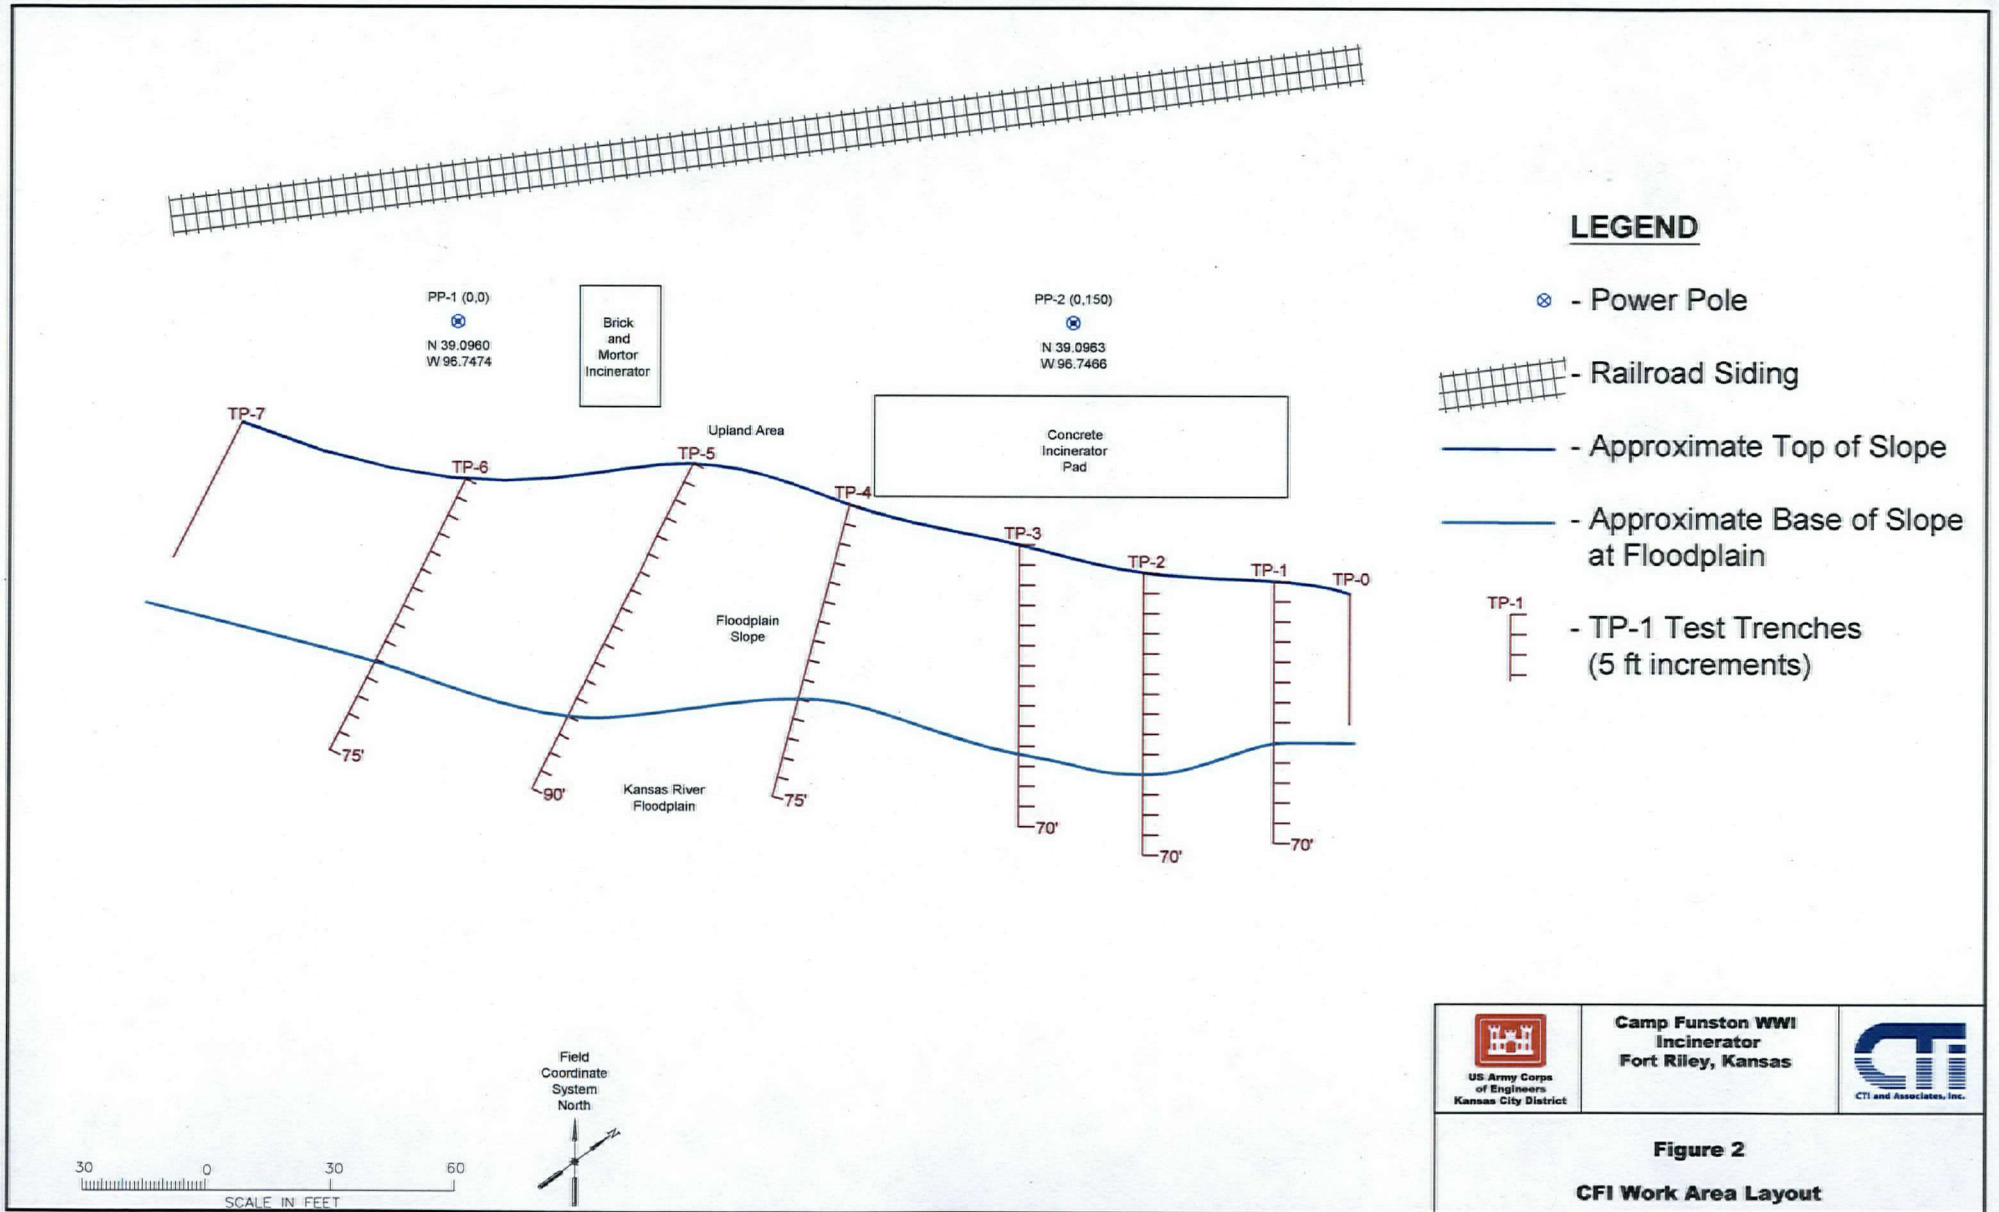 PP-1 (0,0)
N 39.0960
W 96.7474
Brick
and
Mortor
Incinerator
PP-2 (0,150)
N 39.0963
W 96.7466
Concrete
Incinerator
Pad
TP-7
TP-6
Upland Area
TP-5
TP-4
TP-3
TP-2
TP-1
TP-0
Floodplain
Slope
75'
90'
Kansas River
Floodplain
75'
70'
70'
70'
LEGEND
- Power Pole
- Railroad Siding
- Approximate Top of Slope
- Approximate Base of Slope
at Floodplain
TP-1
- TP-1 Test Trenches
(5 ft increments)
Field
Coordinate
System
North
N
30 0 30 60
SCALE IN FEET
US Army Corps
of Engineers
Kansas City District
Camp Funston WWI
Incinerator
Fort Riley, Kansas
CTI
CTI and Associates, Inc.
Figure 2
CFI Work Area Layout